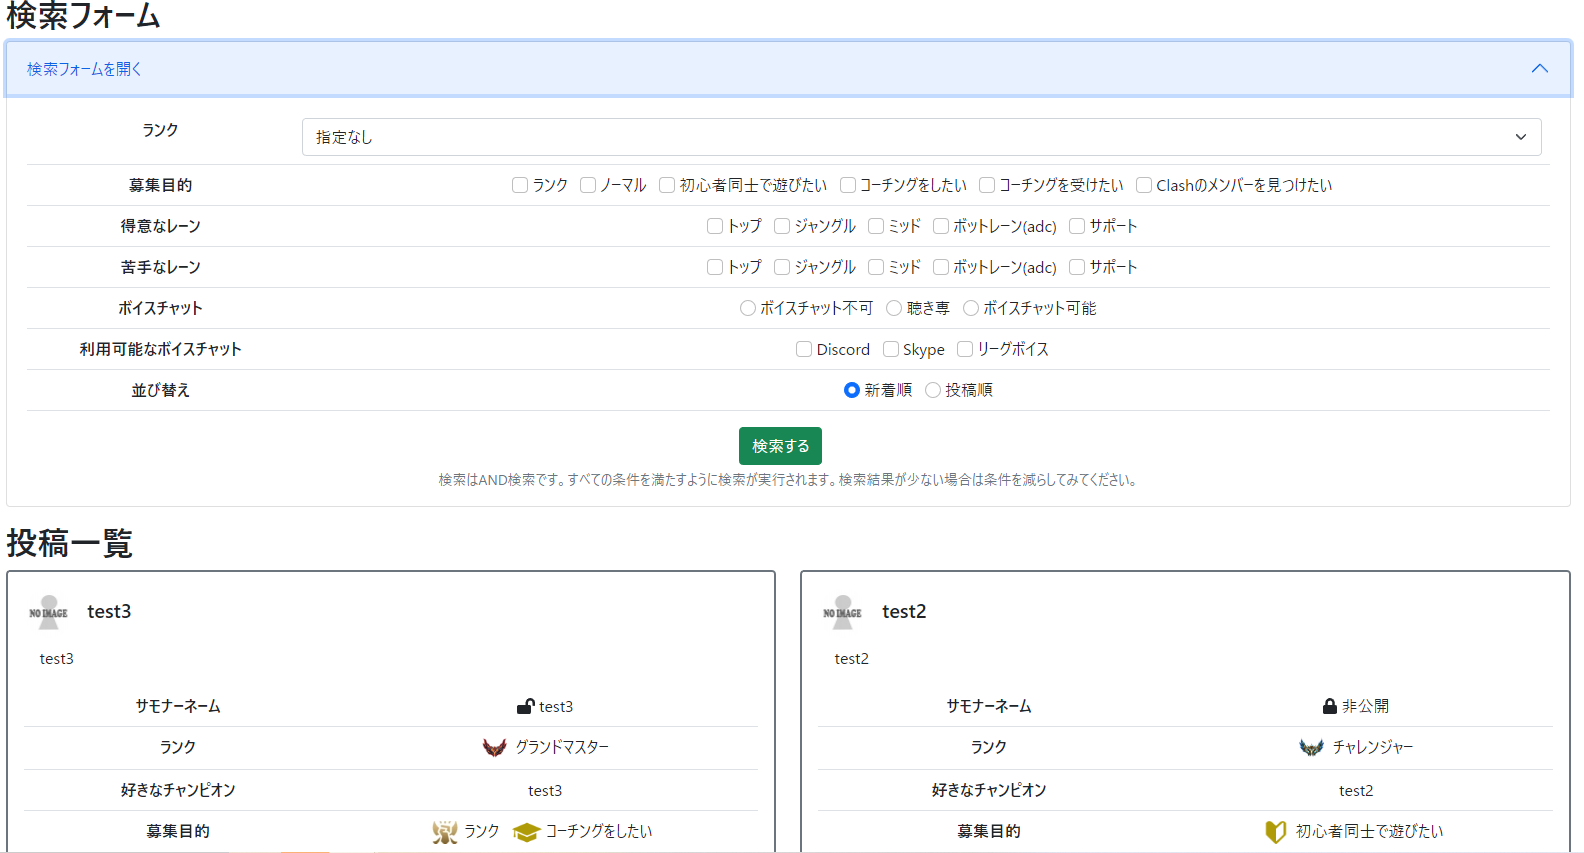 検索フォーム
検索フォームを開く
ランク 指定なし
募集目的 ランク ノーマル 初心者同士で遊びたい コーチングをしたい コーチングを受けたい Clashのメンバーを見つけたい
得意なレーン トップ ジャングル ミッド ボットレーン(adc) サポート
苦手なレーン トップ ジャングル ミッド ボットレーン(adc) サポート
ボイスチャット ボイスチャット不可 聴き専 ボイスチャット可能
利用可能なボイスチャット Discord Skype リーグボイス
並び替え 新着順 投稿順
検索する
検索はAND検索です。すべての条件を満たすように検索が実行されます。検索結果が少ない場合は条件を減らしてみてください。
投稿一覧
NO IMAGE test3
test3
サモナーネーム test3
ランク グランドマスター
好きなチャンピオン test3
募集目的 ランク コーチングをしたい
NO IMAGE test2
test2
サモナーネーム 非公開
ランク チャレンジャー
好きなチャンピオン test2
募集目的 初心者同士で遊びたい